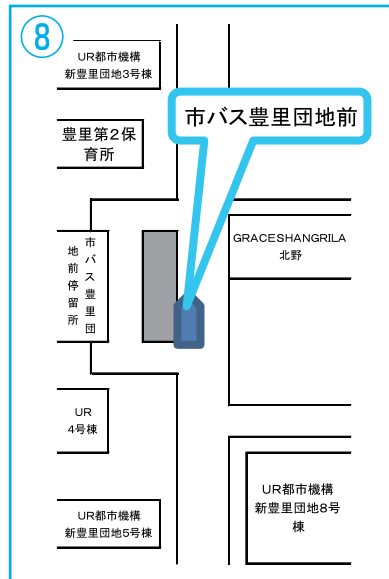 ⑧
UR都市機構
新豊里団地3号棟
市バス豊里団地前
豊里第2保
育所
市バス豊里団
地前停留所
GRACESHANGRILA
北野
UR
4号棟
UR都市機構
新豊里団地8号
棟
UR都市機構
新豊里団地5号棟